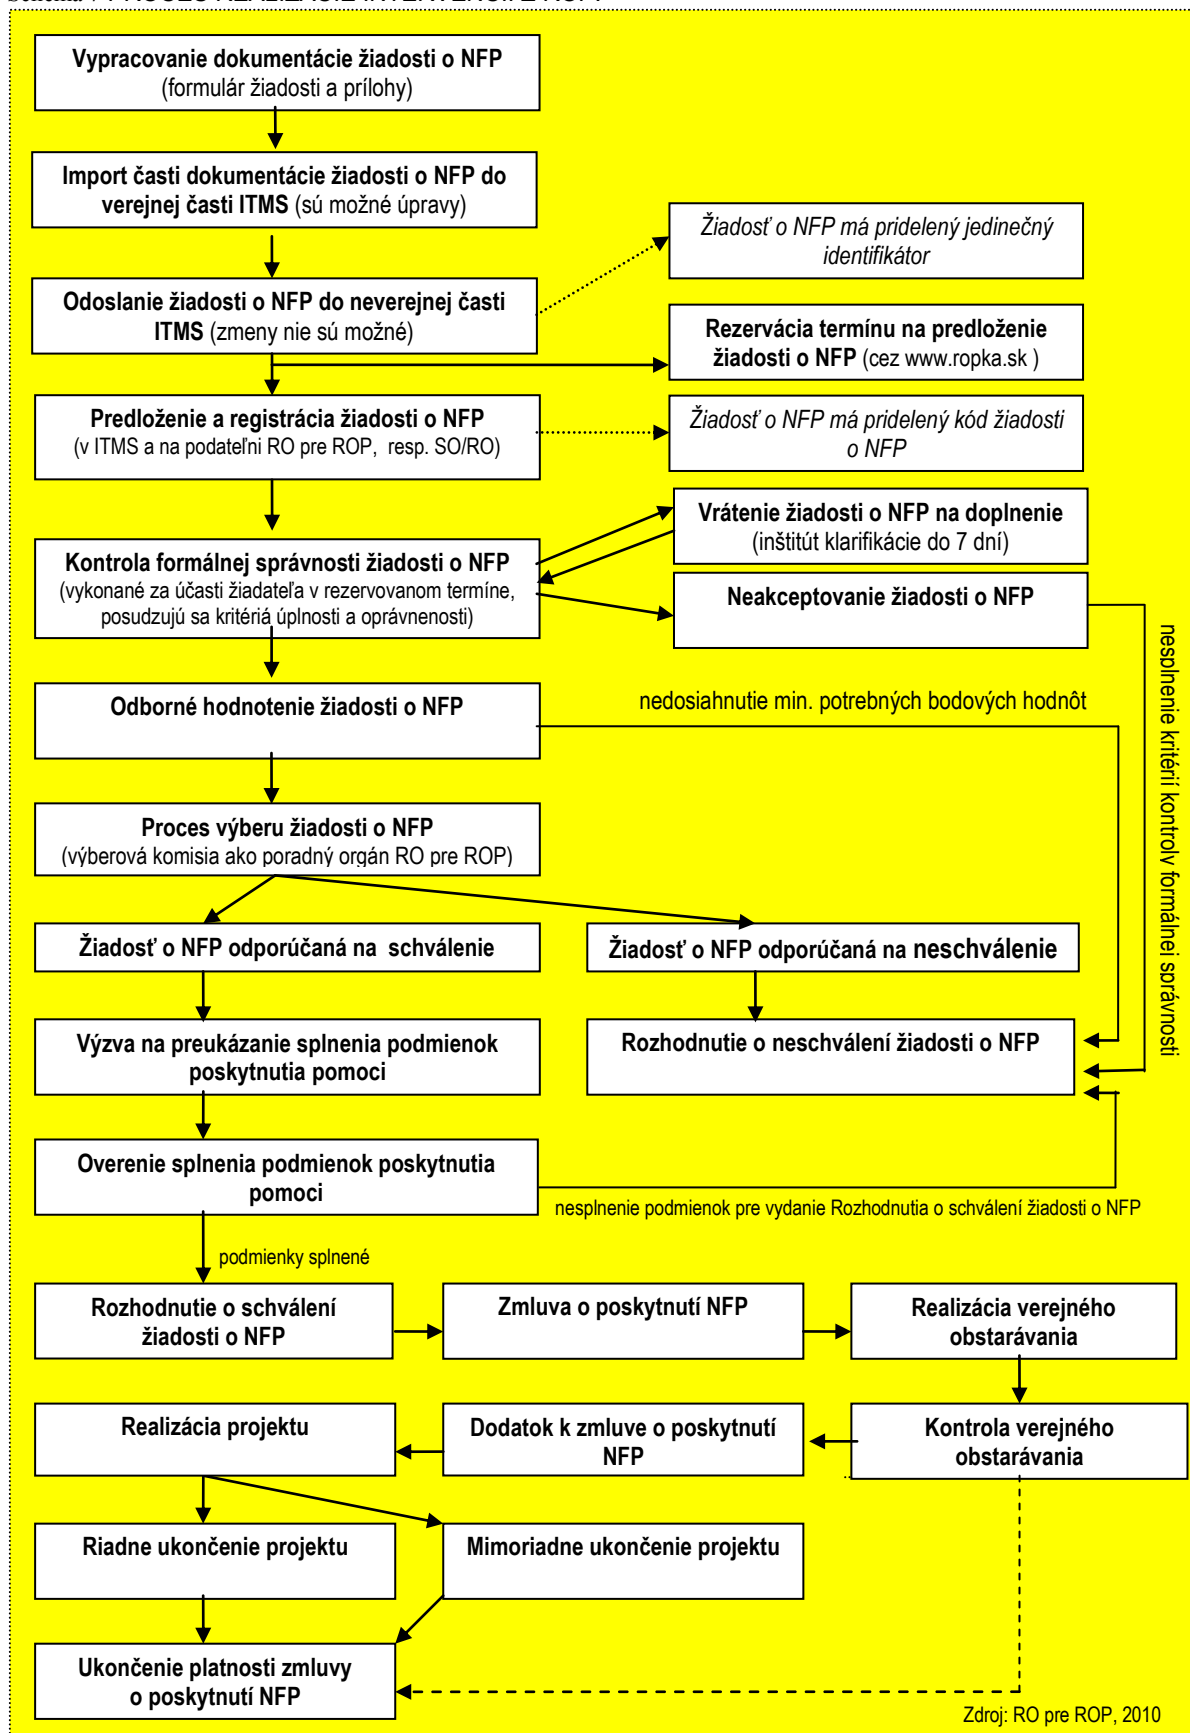 Vypracovanie dokumentácie žiadosti o NFP
(formulár žiadosti a prílohy)
Import časti dokumentácie žiadosti o NFP do
verejnej časti ITMS (sú možné úpravy)
Žiadosť o NFP má pridelený jedinečný
identifikátor
Odoslanie žiadosti o NFP do neverejnej časti
ITMS (zmeny nie sú možné)
Rezervácia termínu na predloženie
žiadosti o NFP (cez www.ropka.sk )
Predloženie a registrácia žiadosti o NFP
(v ITMS a na podateľni RO pre ROP, resp. SO/RO)
Žiadosť o NFP má pridelený kód žiadosti
o NFP
Vrátenie žiadosti o NFP na doplnenie
(inštitút klarifikácie do 7 dní)
Kontrola formálnej správnosti žiadosti o NFP
(vykonané za účasti žiadateľa v rezervovanom termíne,
posudzujú sa kritériá úplnosti a oprávnenosti)
Neakceptovanie žiadosti o NFP
nesplnenie kritérií kontroly formálnej správnosti
Odborné hodnotenie žiadosti o NFP
nedosiahnutie min. potrebných bodových hodnôt
Proces výberu žiadosti o NFP
(výberová komisia ako poradný orgán RO pre ROP)
Žiadosť o NFP odporúčaná na schválenie
Žiadosť o NFP odporúčaná na neschválenie
Výzva na preukázanie splnenia podmienok
poskytnutia pomoci
Rozhodnutie o neschválení žiadosti o NFP
Overenie splnenia podmienok poskytnutia
pomoci
nesplnenie podmienok pre vydanie Rozhodnutia o schválení žiadosti o NFP
podmienky splnené
Rozhodnutie o schválení
žiadosti o NFP
Zmluva o poskytnutí NFP
Realizácia verejného
obstarávania
Realizácia projektu
Dodatok k zmluve o poskytnutí
NFP
Kontrola verejného
obstarávania
Riadne ukončenie projektu
Mimoriadne ukončenie projektu
Ukončenie platnosti zmluvy
o poskytnutí NFP
Zdroj: RO pre ROP, 2010